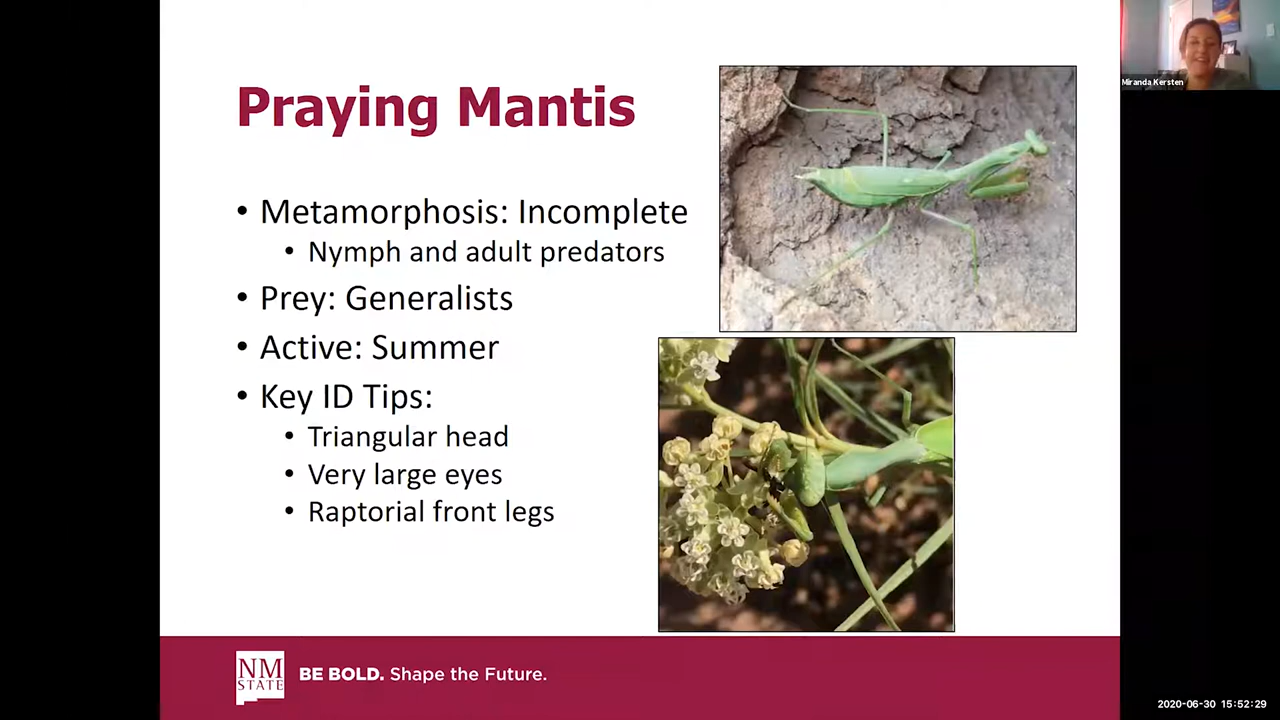 Praying Mantis
• Metamorphosis: Incomplete
• Nymph and adult predators
• Prey: Generalists
• Active: Summer
• Key ID Tips:
• Triangular head
• Very large eyes
• Raptorial front legs
NM
STATE
BE BOLD. Shape the Future.
Miranda Kersten
2020-06-30 15:52:29